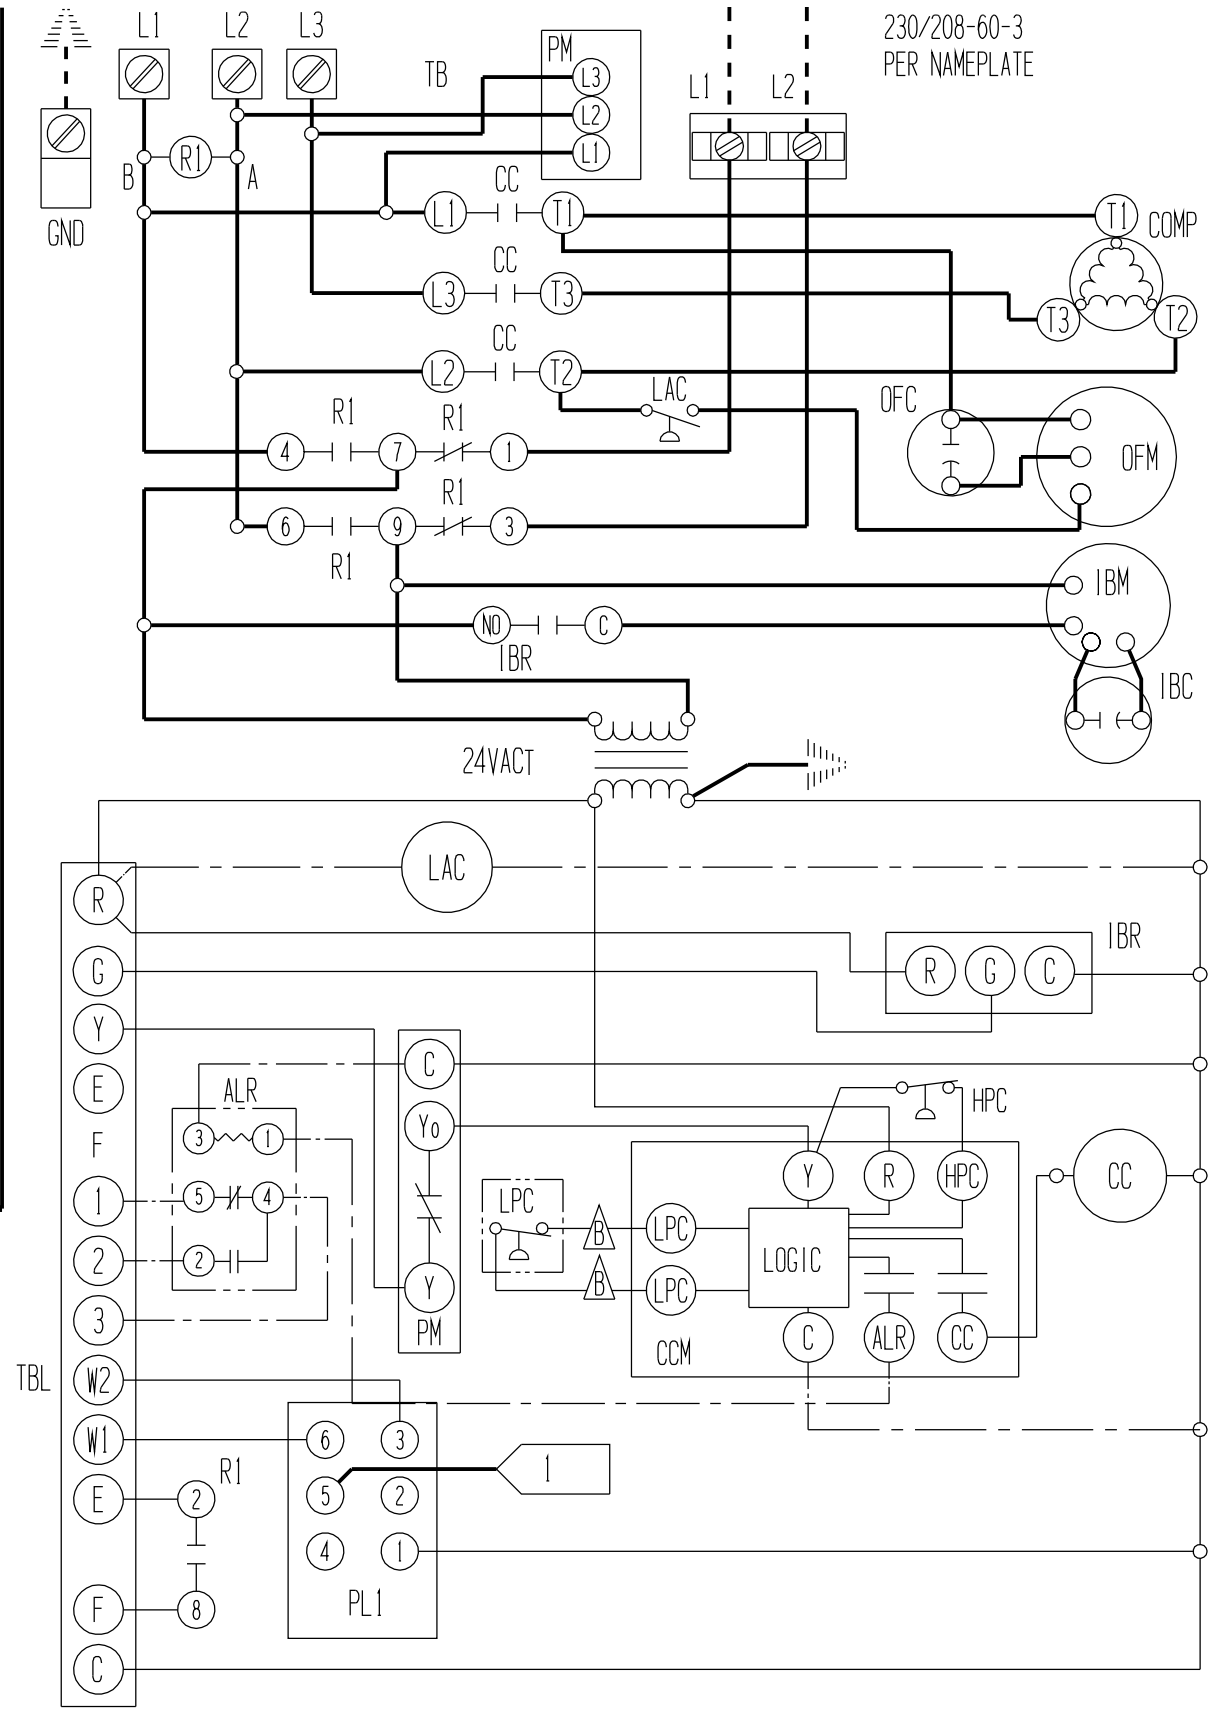 L1 L2 L3
TB
PM
L3
L2
L1
L1 L2
230/208-60-3
PER NAMEPLATE
GND
B R1 A
L1 CC T1
T1 COMP
L3 CC T3
T3 T2
L2 CC T2
LAC
OFC
OFM
4 R1 7 R1 1
6 R1 9 R1 3
IBM
NO IBR C
IBC
24VACT
LAC
R
IBR
R G C
G
Y
E
F
1
2
3
W2
W1
E
F
C
TBL
ALR
3 1
5 4
2
C
Yo
Y
PM
HPC
Y R HPC
CC
LPC
B LPC
B LPC
LOGIC
C ALR CC
CCM
6 3
5 2
4 1
PL1
1
R1
2
8